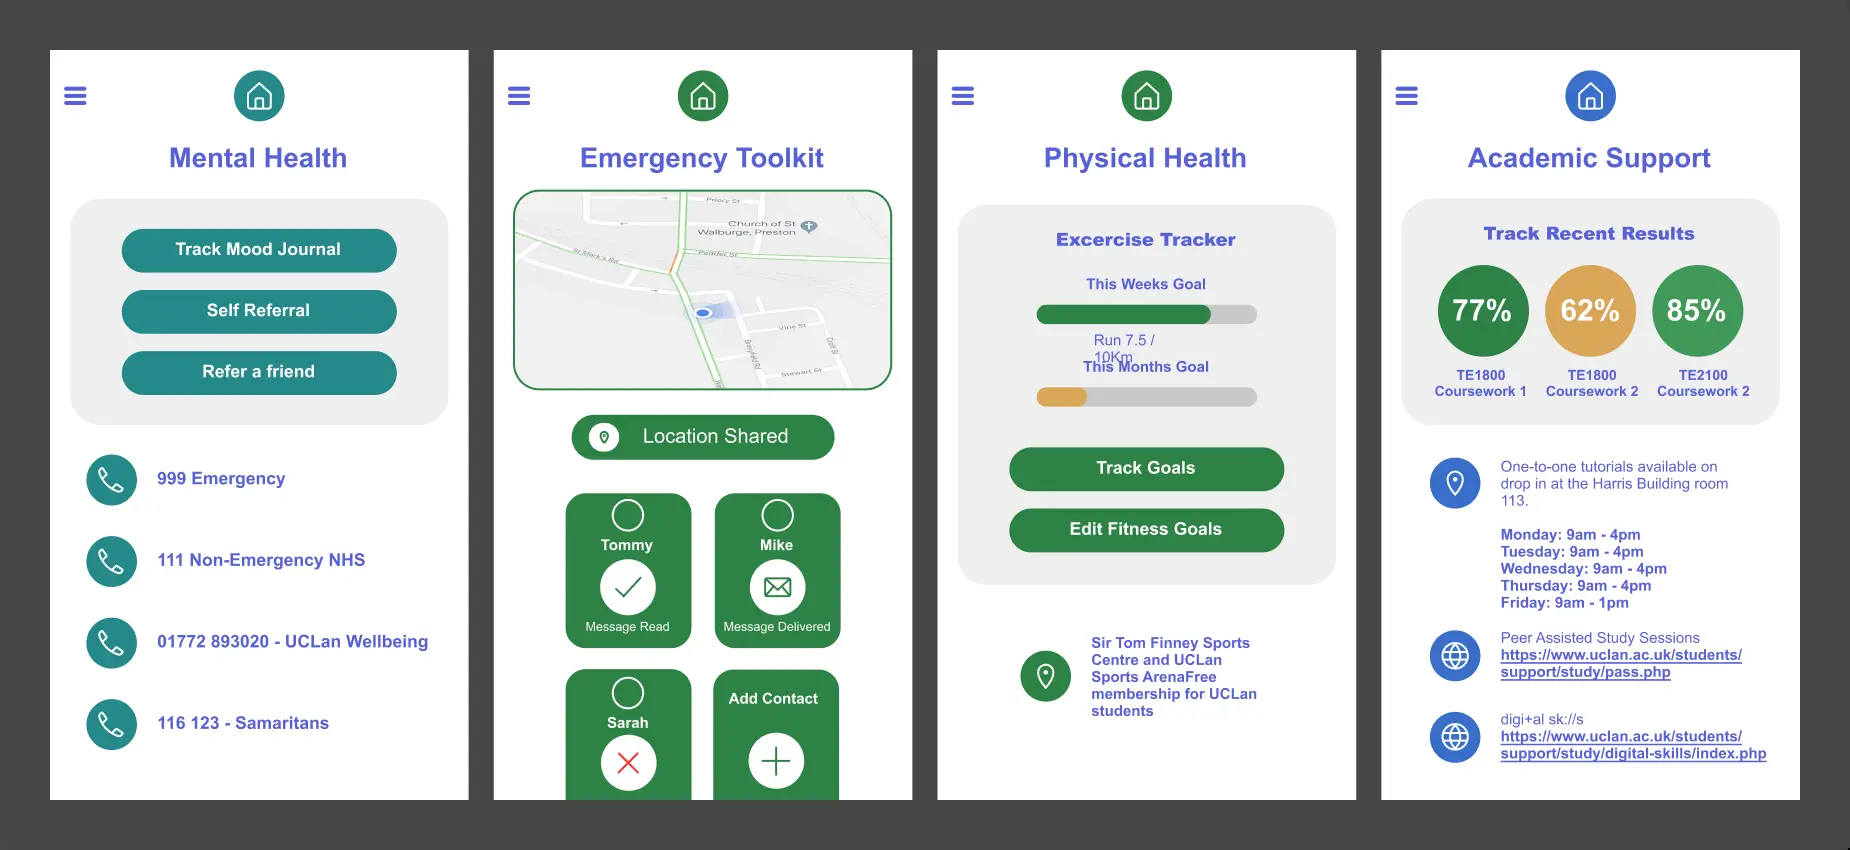 Mental Health
Track Mood Journal
Self Referral
Refer a friend
999 Emergency
111 Non-Emergency NHS
01772 893020 - UCLan Wellbeing
116 123 - Samaritans
Emergency Toolkit
Priory St
Church of St
Walburge, Preston
St Mark's Rd
Pedder St
Vine St
Croft St
Stewart St
Location Shared
Tommy
Message Read
Mike
Message Delivered
Sarah
Add Contact
Physical Health
Excercise Tracker
This Weeks Goal
Run 7.5 /
10Km
This Months Goal
Track Goals
Edit Fitness Goals
Sir Tom Finney Sports
Centre and UCLan
Sports ArenaFree
membership for UCLan
students
Academic Support
Track Recent Results
77% 62% 85%
TE1800 TE1800 TE2100
Coursework 1 Coursework 2 Coursework 2
One-to-one tutorials available on
drop in at the Harris Building room
113.
Monday: 9am - 4pm
Tuesday: 9am - 4pm
Wednesday: 9am - 4pm
Thursday: 9am - 4pm
Friday: 9am - 1pm
Peer Assisted Study Sessions
https://www.uclan.ac.uk/students/
support/study/pass.php
digi+al sk://s
https://www.uclan.ac.uk/students/
support/study/digital-skills/index.php